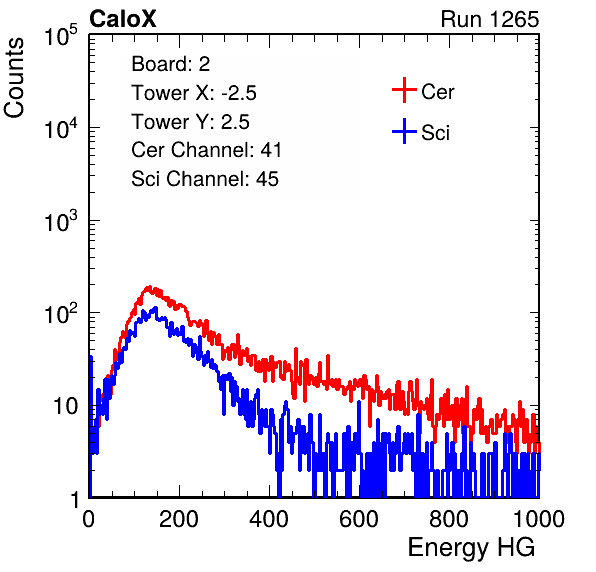 CaloX Run 1265
Counts
10^5
10^4
10^3
10^2
10
1
Board: 2
Tower X: -2.5
Tower Y: 2.5
Cer Channel: 41
Sci Channel: 45
Cer
Sci
0 200 400 600 800 1000
Energy HG